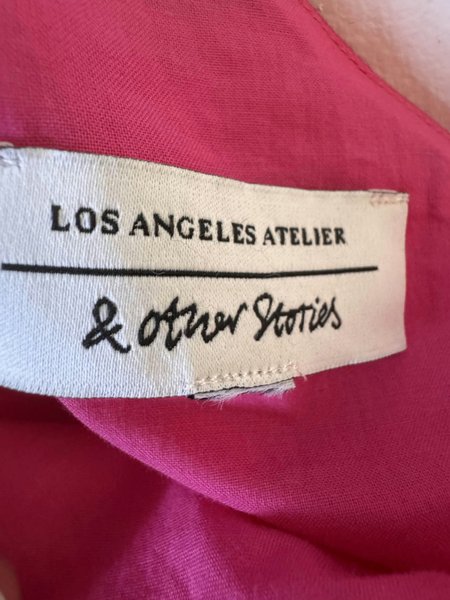 LOS ANGELES ATELIER
& other Stories